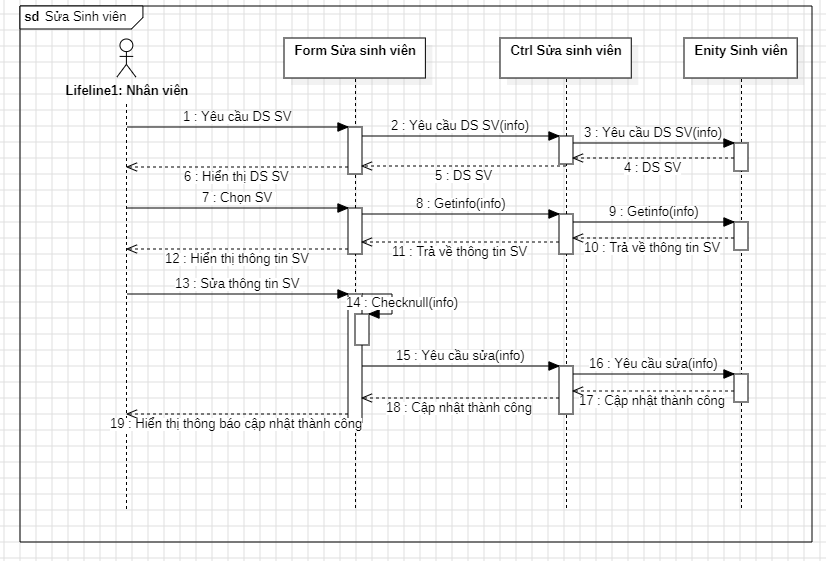 sd Sửa Sinh viên
Form Sửa sinh viên
Ctrl Sửa sinh viên
Enity Sinh viên
Lifeline1: Nhân viên
1 : Yêu cầu DS SV
2 : Yêu cầu DS SV(info)
3 : Yêu cầu DS SV(info)
4 : DS SV
5 : DS SV
6 : Hiển thị DS SV
7 : Chọn SV
8 : Getinfo(info)
9 : Getinfo(info)
10 : Trả về thông tin SV
11 : Trả về thông tin SV
12 : Hiển thị thông tin SV
13 : Sửa thông tin SV
14 : Checknull(info)
15 : Yêu cầu sửa(info)
16 : Yêu cầu sửa(info)
17 : Cập nhật thành công
18 : Cập nhật thành công
19 : Hiển thị thông báo cập nhật thành công